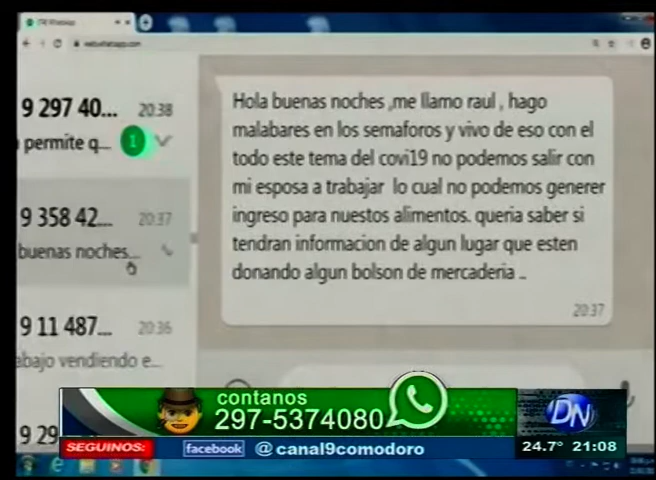 9 297 40... 20:38
permite q... 1
9 358 42... 20:37
buenas noches...
9 11 487... 20:36
abajo vendiendo e...
9 29
Hola buenas noches ,me llamo raul , hago
malabares en los semaforos y vivo de eso con el
todo este tema del covi19 no podemos salir con
mi esposa a trabajar lo cual no podemos generer
ingreso para nuestos alimentos. queria saber si
tendran informacion de algun lugar que esten
donando algun bolson de mercaderia ..
20:37
contanos
297-5374080
DN
SEGUINOS: facebook @canal9comodoro 24.7° 21:08